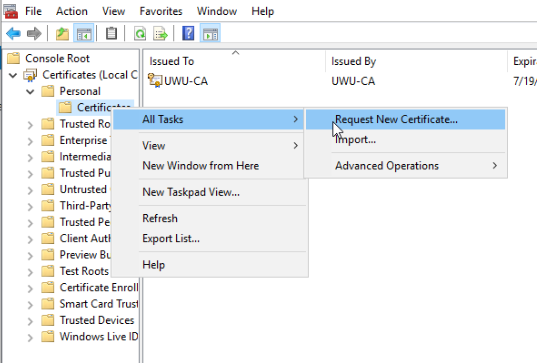 File Action View Favorites Window Help
Console Root
Certificates (Local C
Personal
Certificates
Trusted Ro
Enterprise
Intermedia
Trusted Pu
Untrusted
Third-Party
Trusted Pe
Client Auth
Preview Bu
Test Roots
Certificate Enroll
Smart Card Trust
Trusted Devices
Windows Live ID
Issued To Issued By Expira
UWU-CA UWU-CA 7/19/
All Tasks
View
New Window from Here
New Taskpad View...
Refresh
Export List...
Help
Request New Certificate...
Import...
Advanced Operations